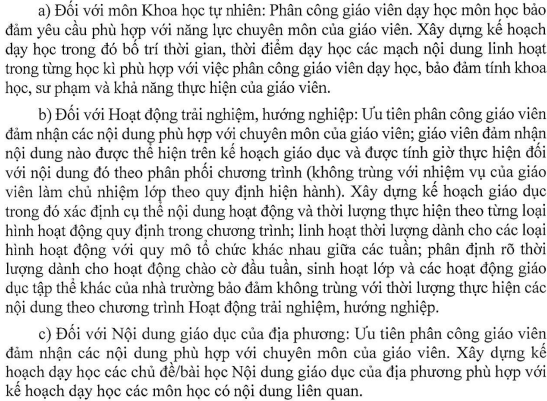 a) Đối với môn Khoa học tự nhiên: Phân công giáo viên dạy học môn học bảo
đảm yêu cầu phù hợp với năng lực chuyên môn của giáo viên. Xây dựng kế hoạch
dạy học trong đó bố trí thời gian, thời điểm dạy học các mạch nội dung linh hoạt
trong từng học kì phù hợp với việc phân công giáo viên dạy học, bảo đảm tính khoa
học, sư phạm và khả năng thực hiện của giáo viên.
b) Đối với Hoạt động trải nghiệm, hướng nghiệp: Ưu tiên phân công giáo viên
đảm nhận các nội dung phù hợp với chuyên môn của giáo viên; giáo viên đảm nhận
nội dung nào được thể hiện trên kế hoạch giáo dục và được tính giờ thực hiện đối
với nội dung đó theo phân phối chương trình (không trùng với nhiệm vụ của giáo
viên làm chủ nhiệm lớp theo quy định hiện hành). Xây dựng kế hoạch giáo dục
trong đó xác định cụ thể nội dung hoạt động và thời lượng thực hiện theo từng loại
hình hoạt động quy định trong chương trình; linh hoạt thời lượng dành cho các loại
hình hoạt động với quy mô tổ chức khác nhau giữa các tuần; phân định rõ thời
lượng dành cho hoạt động chào cờ đầu tuần, sinh hoạt lớp và các hoạt động giáo
dục tập thể khác của nhà trường bảo đảm không trùng với thời lượng thực hiện các
nội dung theo chương trình Hoạt động trải nghiệm, hướng nghiệp.
c) Đối với Nội dung giáo dục của địa phương: Ưu tiên phân công giáo viên
đảm nhận các nội dung phù hợp với chuyên môn của giáo viên. Xây dựng kế
hoạch dạy học các chủ đề/bài học Nội dung giáo dục của địa phương phù hợp với
kế hoạch dạy học các môn học có nội dung liên quan.